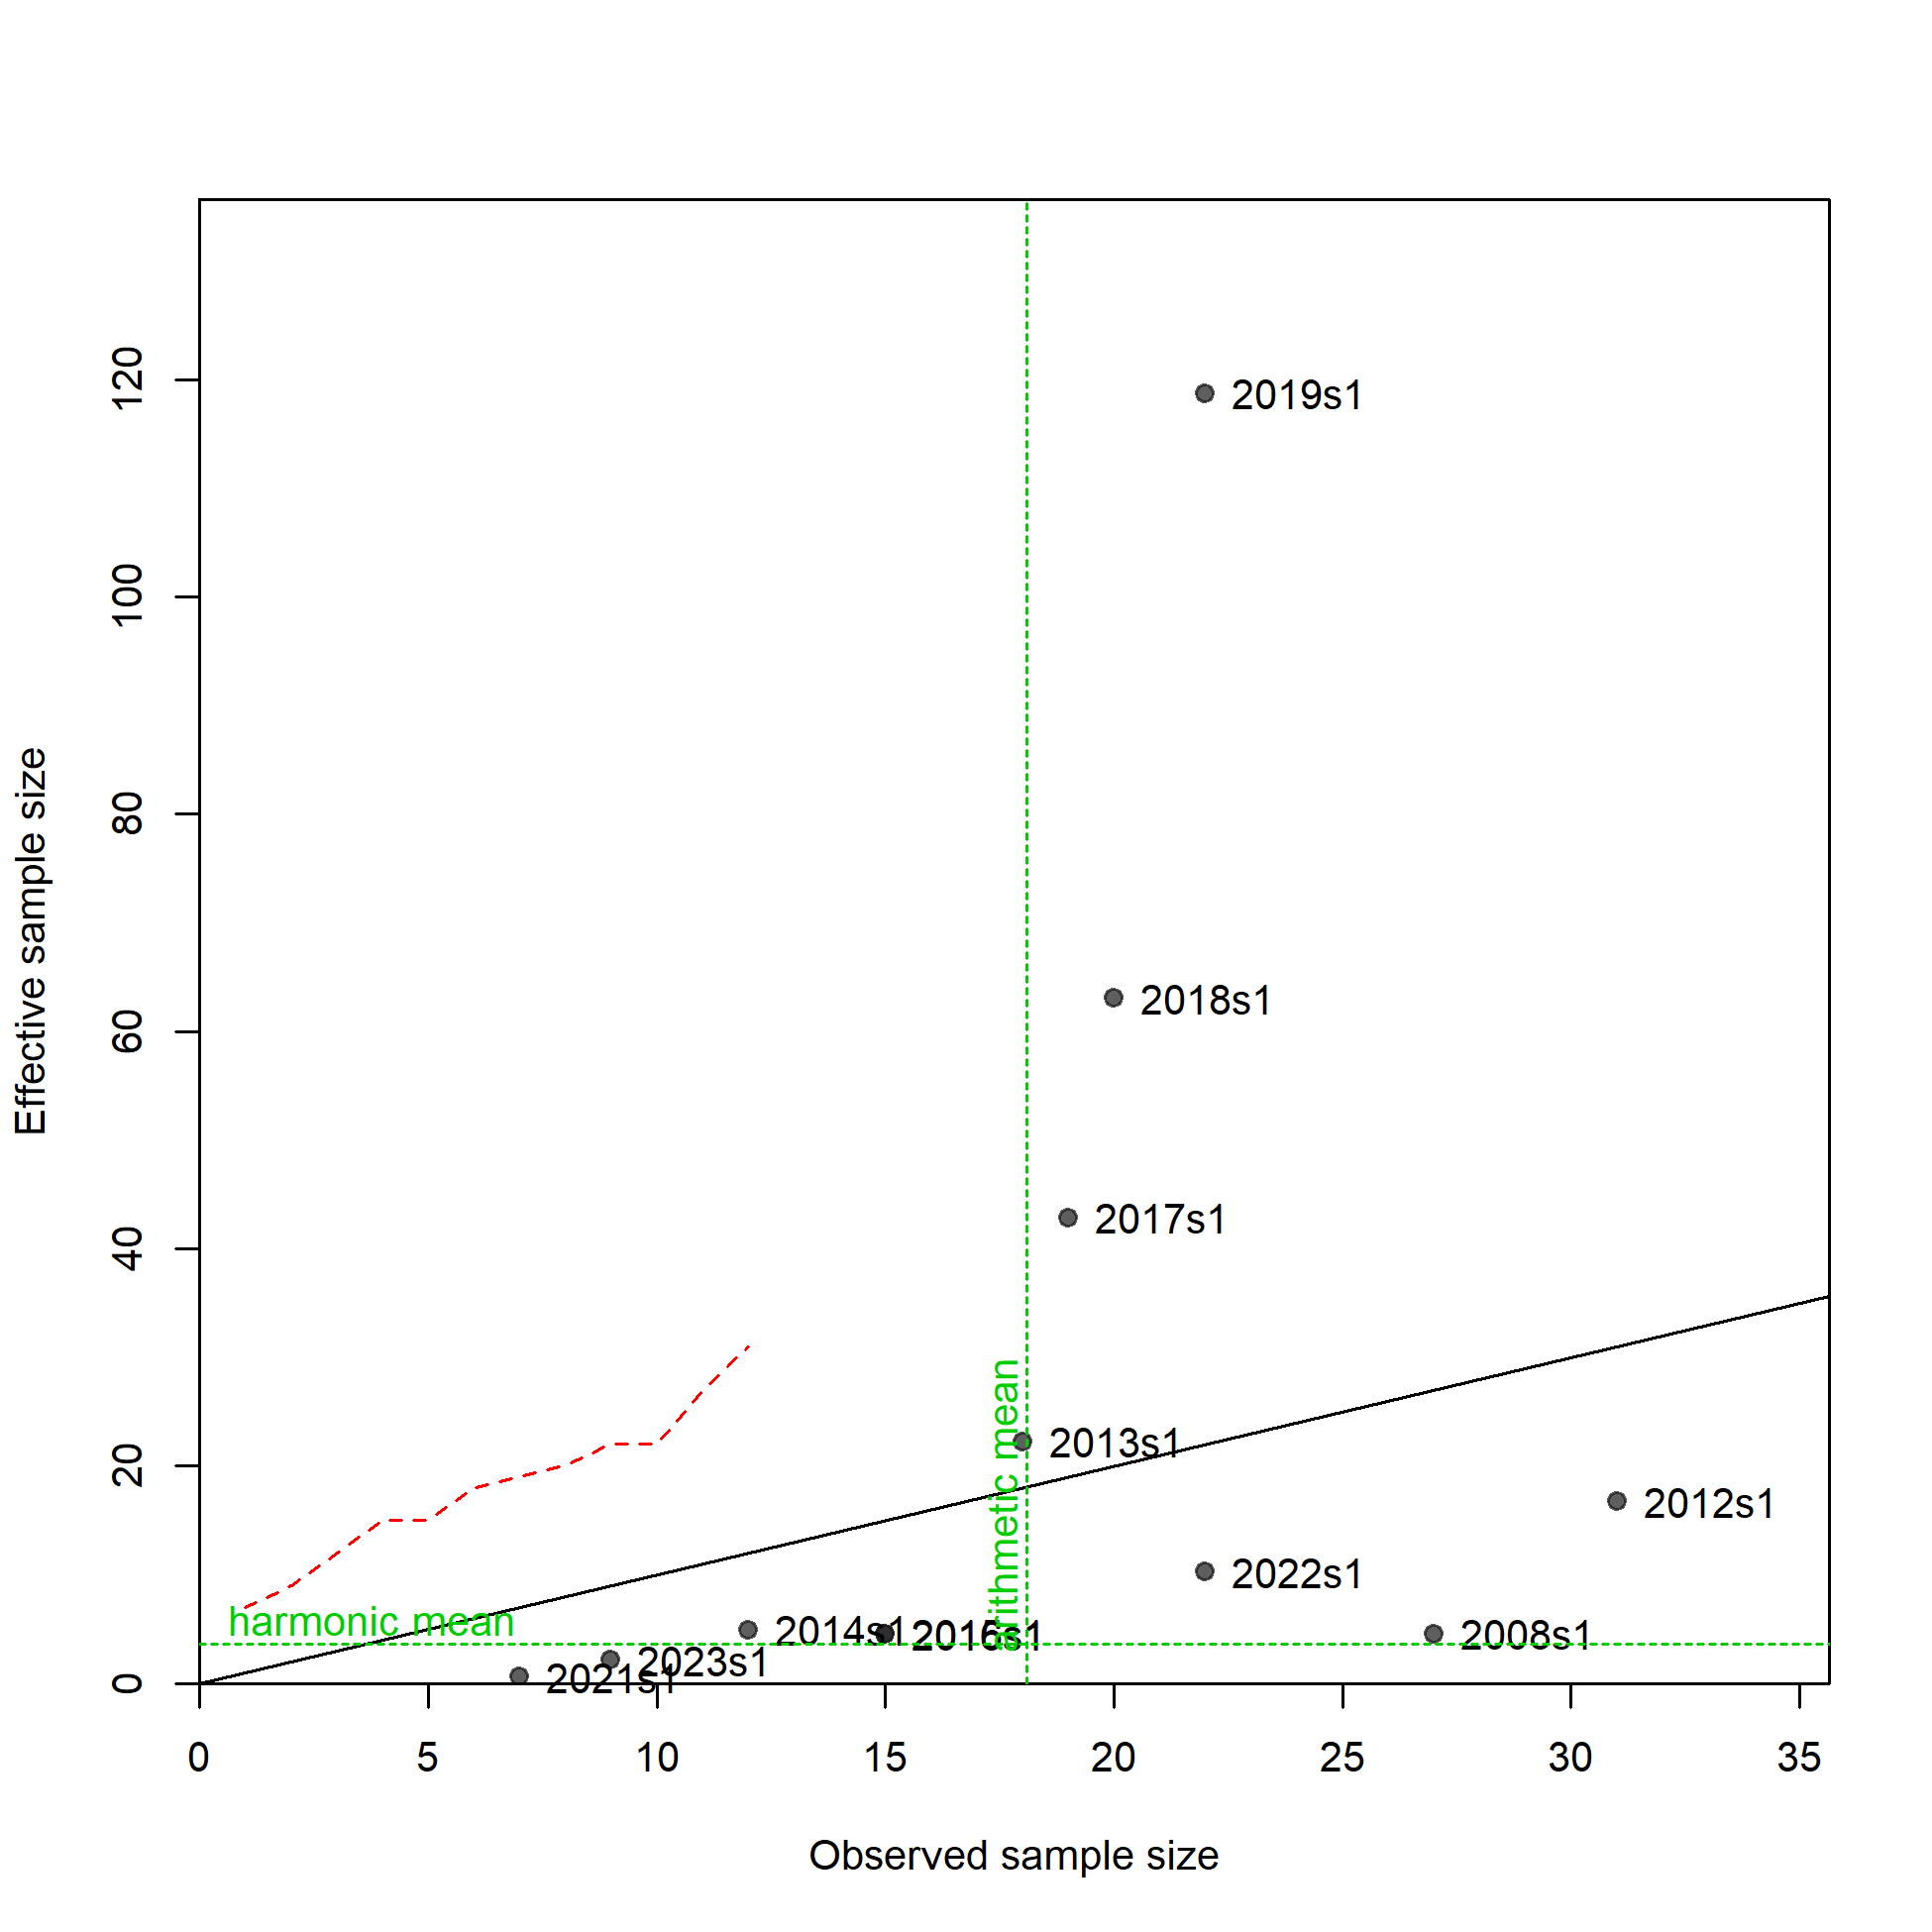 Effective sample size
120
100
80
60
40
20
0
2019s1
2018s1
2017s1
2013s1
2012s1
2022s1
2014s1
2016s1
2008s1
2023s1
2021s1
harmonic mean
arithmetic mean
0 5 10 15 20 25 30 35
Observed sample size